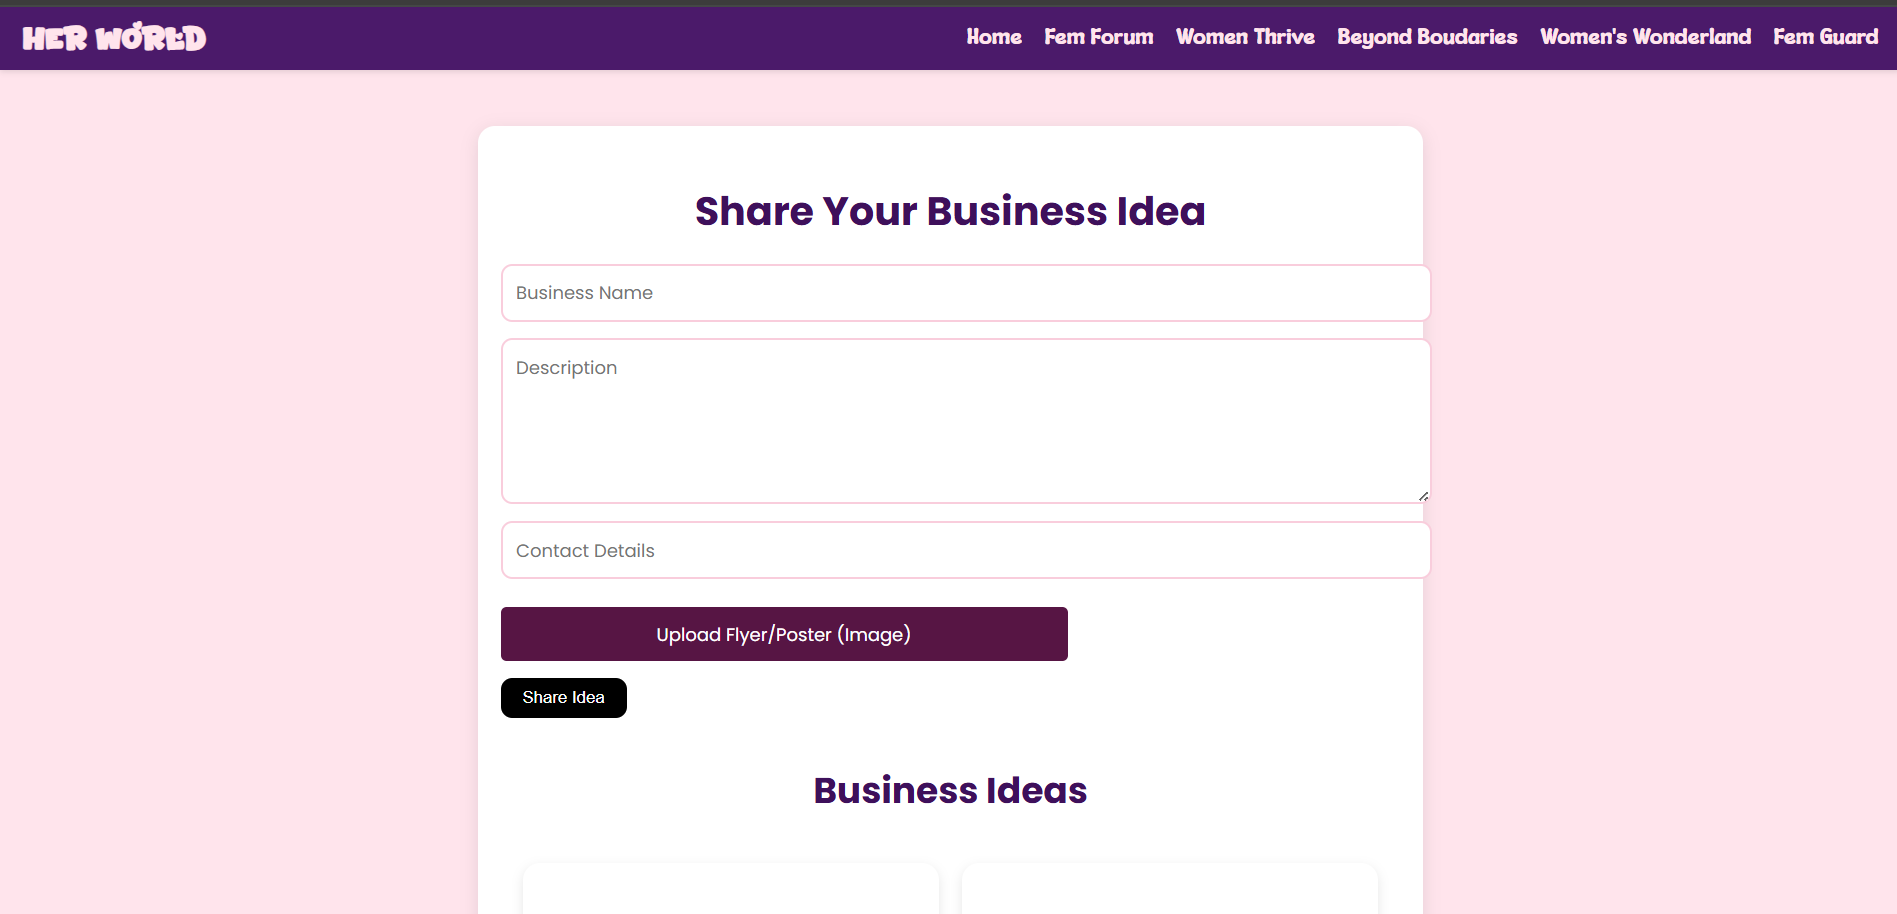 HER WORLD
Home Fem Forum Women Thrive Beyond Boudaries Women's Wonderland Fem Guard
Share Your Business Idea
Business Name
Description
Contact Details
Upload Flyer/Poster (Image)
Share Idea
Business Ideas